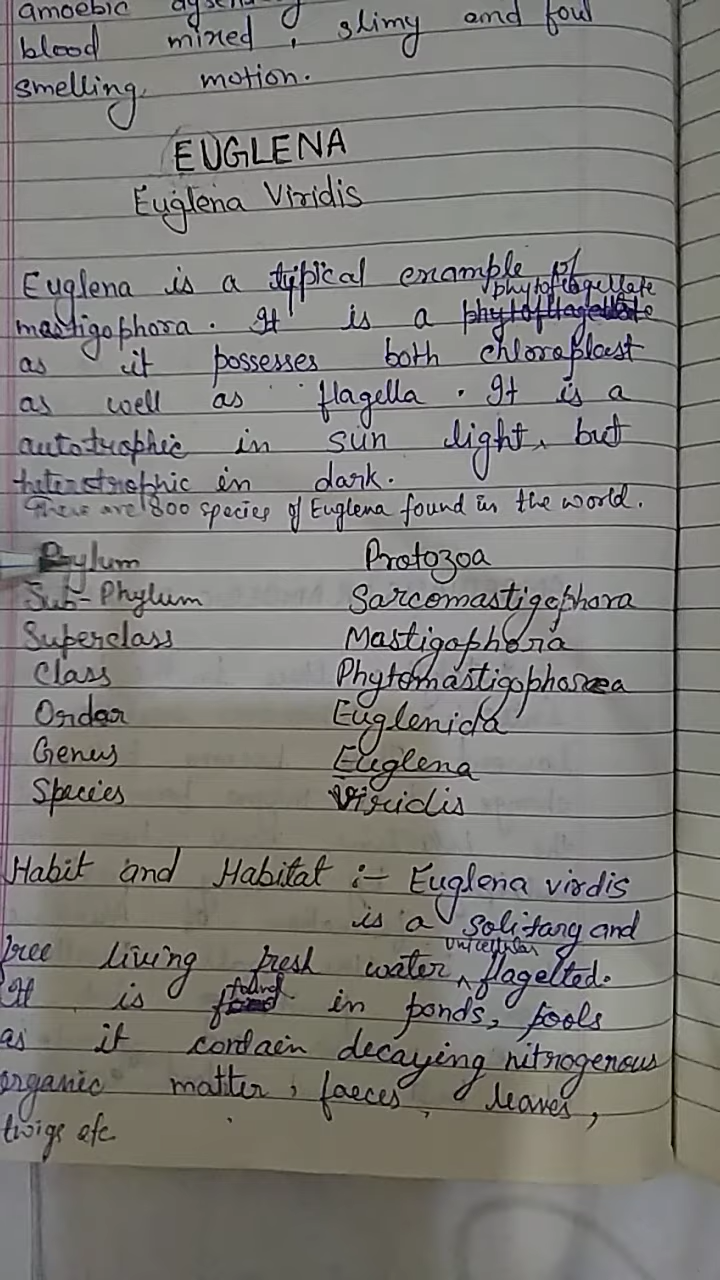 amoebic
blood mixed, slimy and foul
smelling, motion.
EUGLENA
Euglena Viridis
Euglena is a typical example of
phytoflagellate
mastigophora. It is a phytoflagellate
as it possesses both chloroplast
as well as flagella. It is a
autotrophic in sun light, but
heterotrophic in dark.
There are 800 species of Euglena found in the world.
Phylum Protozoa
Sub-Phylum Sarcomastigophora
Superclass Mastigophora
Class Phytomastigophorea
Ordar Euglenida
Genus Euglena
Species Viridis
Habit and Habitat :- Euglena virdis
is a solitary and
free living fresh water unicellular flagelted.
It is found in ponds, pools
as it contain decaying nitrogenous
organic matter, faeces, leaves,
twigs etc